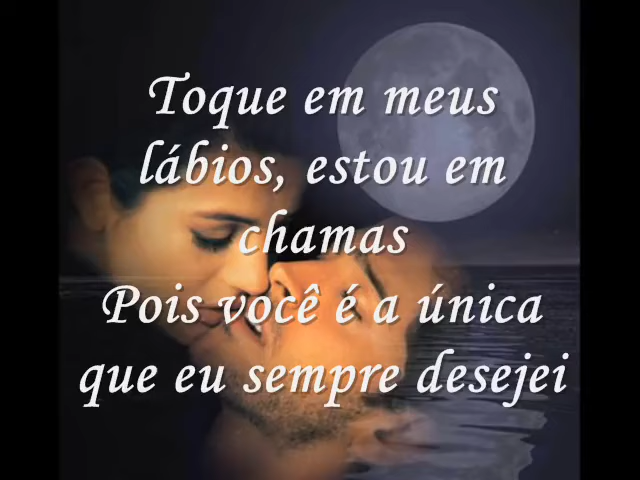 Toque em meus
lábios, estou em
chamas
Pois você é a única
que eu sempre desejei